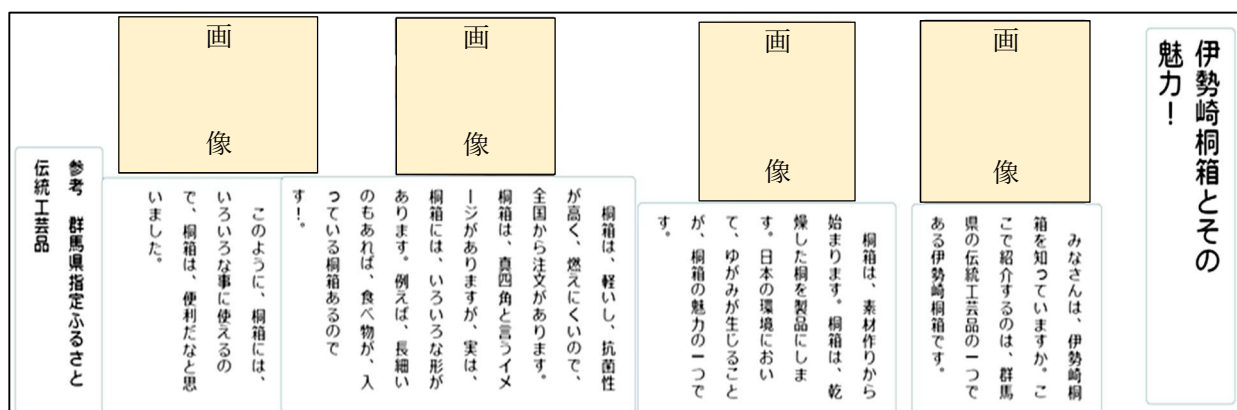 伊勢崎桐箱とその
魅力！
画像
みなさんは、伊勢崎桐
箱を知っていますか。こ
こで紹介するのは、群馬
県の伝統工芸品の一つで
ある伊勢崎桐箱です。
画像
桐箱は、素材作りから
始まります。桐箱は、乾
燥した桐を製品にしま
す。日本の環境におい
て、ゆがみが生じること
が、桐箱の魅力の一つで
す。
画像
桐箱は、軽いし、抗菌性
が高く、燃えにくいので、
全国から注文があります。
桐箱は、真四角と言うイメ
ージがありますが、実は、
桐箱には、いろいろな形が
あります。例えば、長細い
のもあれば、食べ物が、入
っている桐箱あるので
す！。
画像
このように、桐箱には、
いろいろな事に使えるの
で、桐箱は、便利だなと思
いました。
参考　群馬県指定ふるさと
伝統工芸品